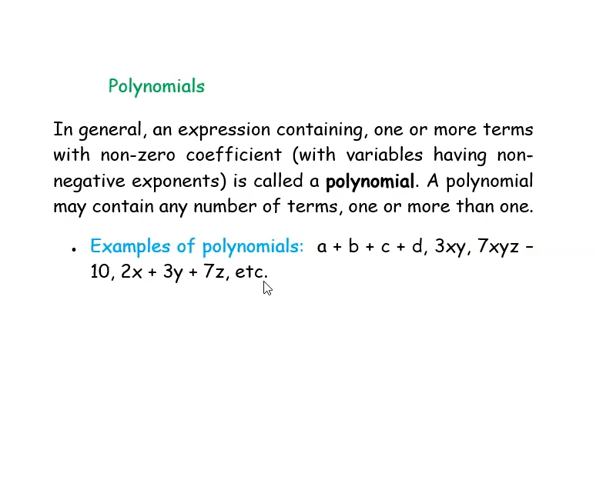 Polynomials
In general, an expression containing, one or more terms
with non-zero coefficient (with variables having non-
negative exponents) is called a polynomial. A polynomial
may contain any number of terms, one or more than one.
• Examples of polynomials: a + b + c + d, 3xy, 7xyz –
10, 2x + 3y + 7z, etc.